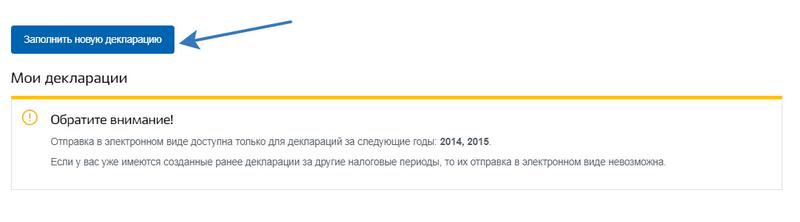 Заполнить новую декларацию
Мои декларации
Обратите внимание!
Отправка в электронном виде доступна только для деклараций за следующие годы: 2014, 2015.
Если у вас уже имеются созданные ранее декларации за другие налоговые периоды, то их отправка в электронном виде невозможна.